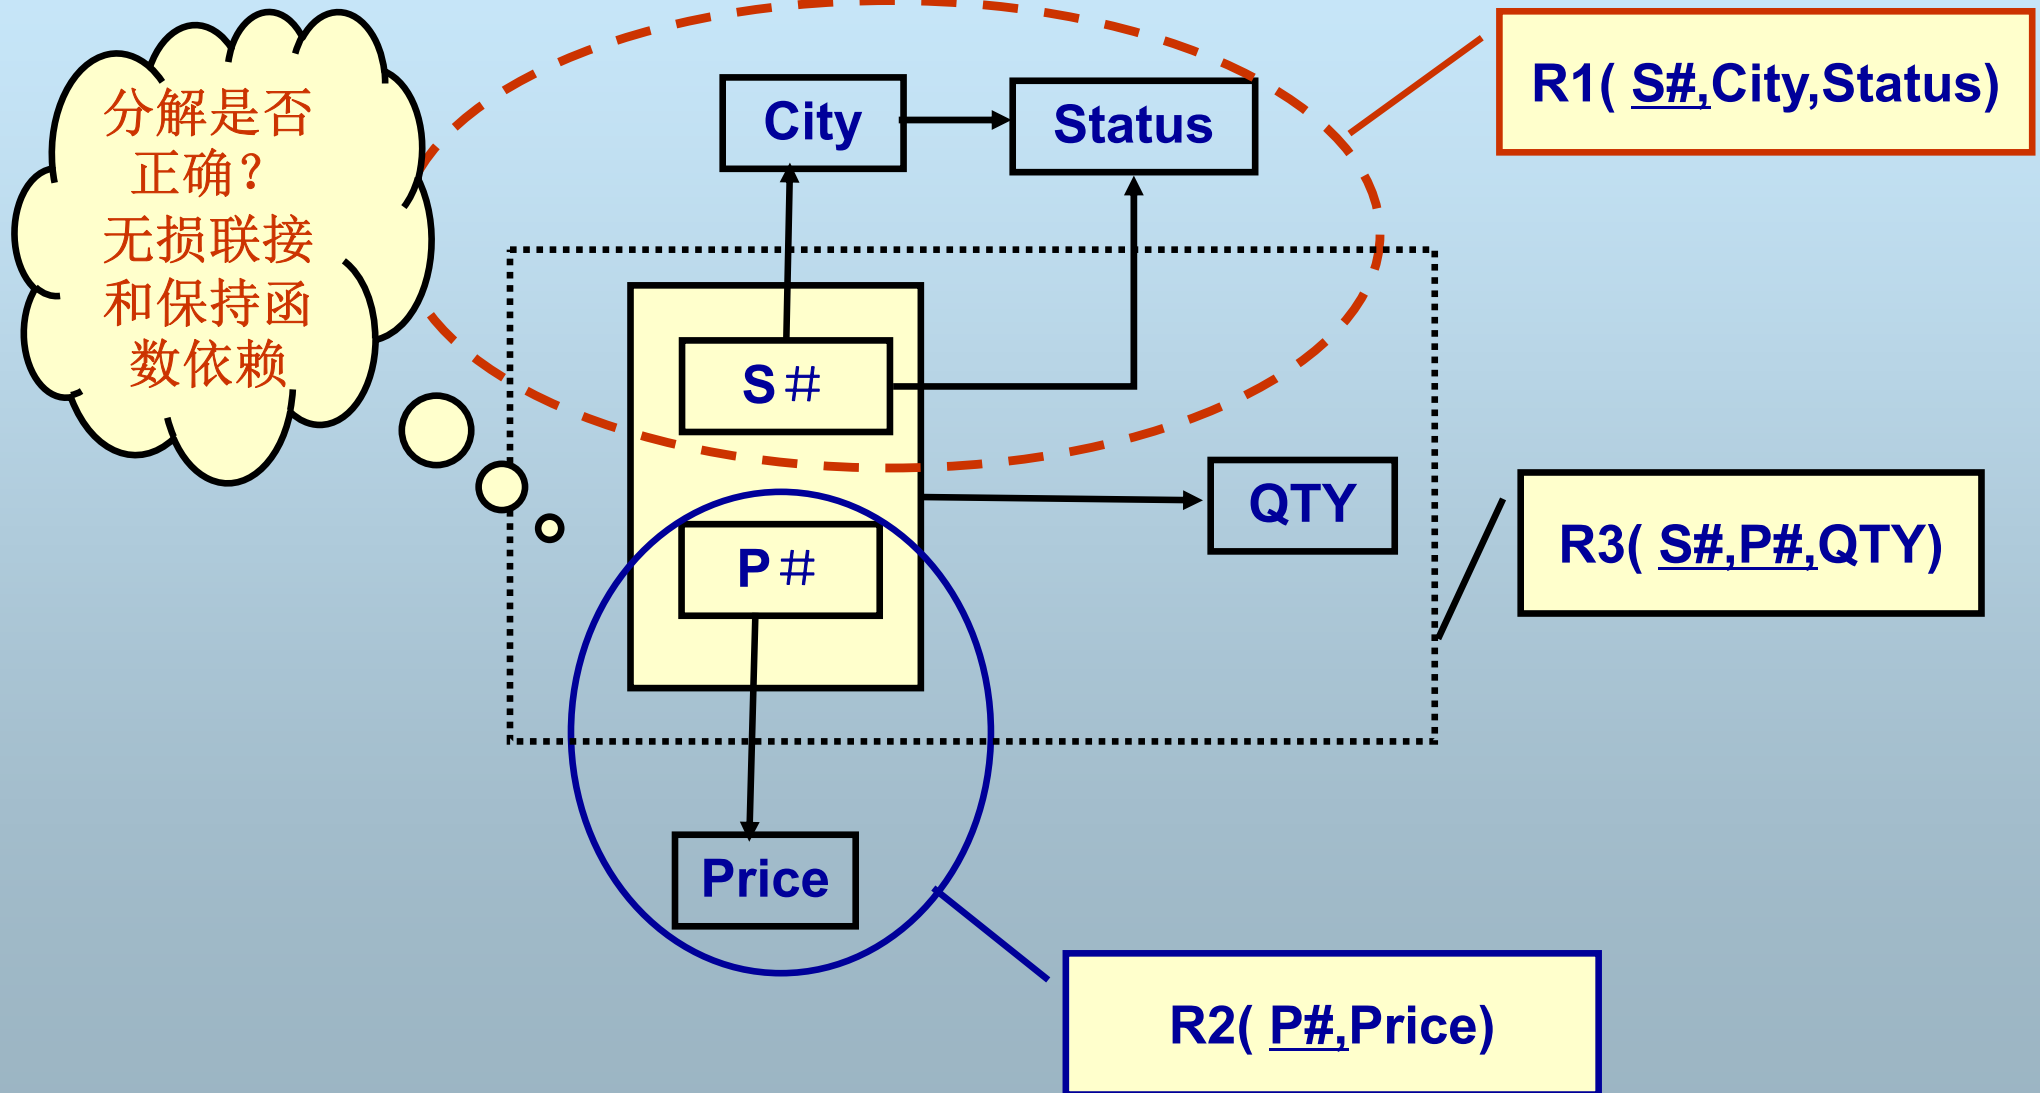 分解是否
正确？
无损联接
和保持函
数依赖
City
Status
S＃
P＃
QTY
Price
R1( S#,City,Status)
R3( S#,P#,QTY)
R2( P#,Price)